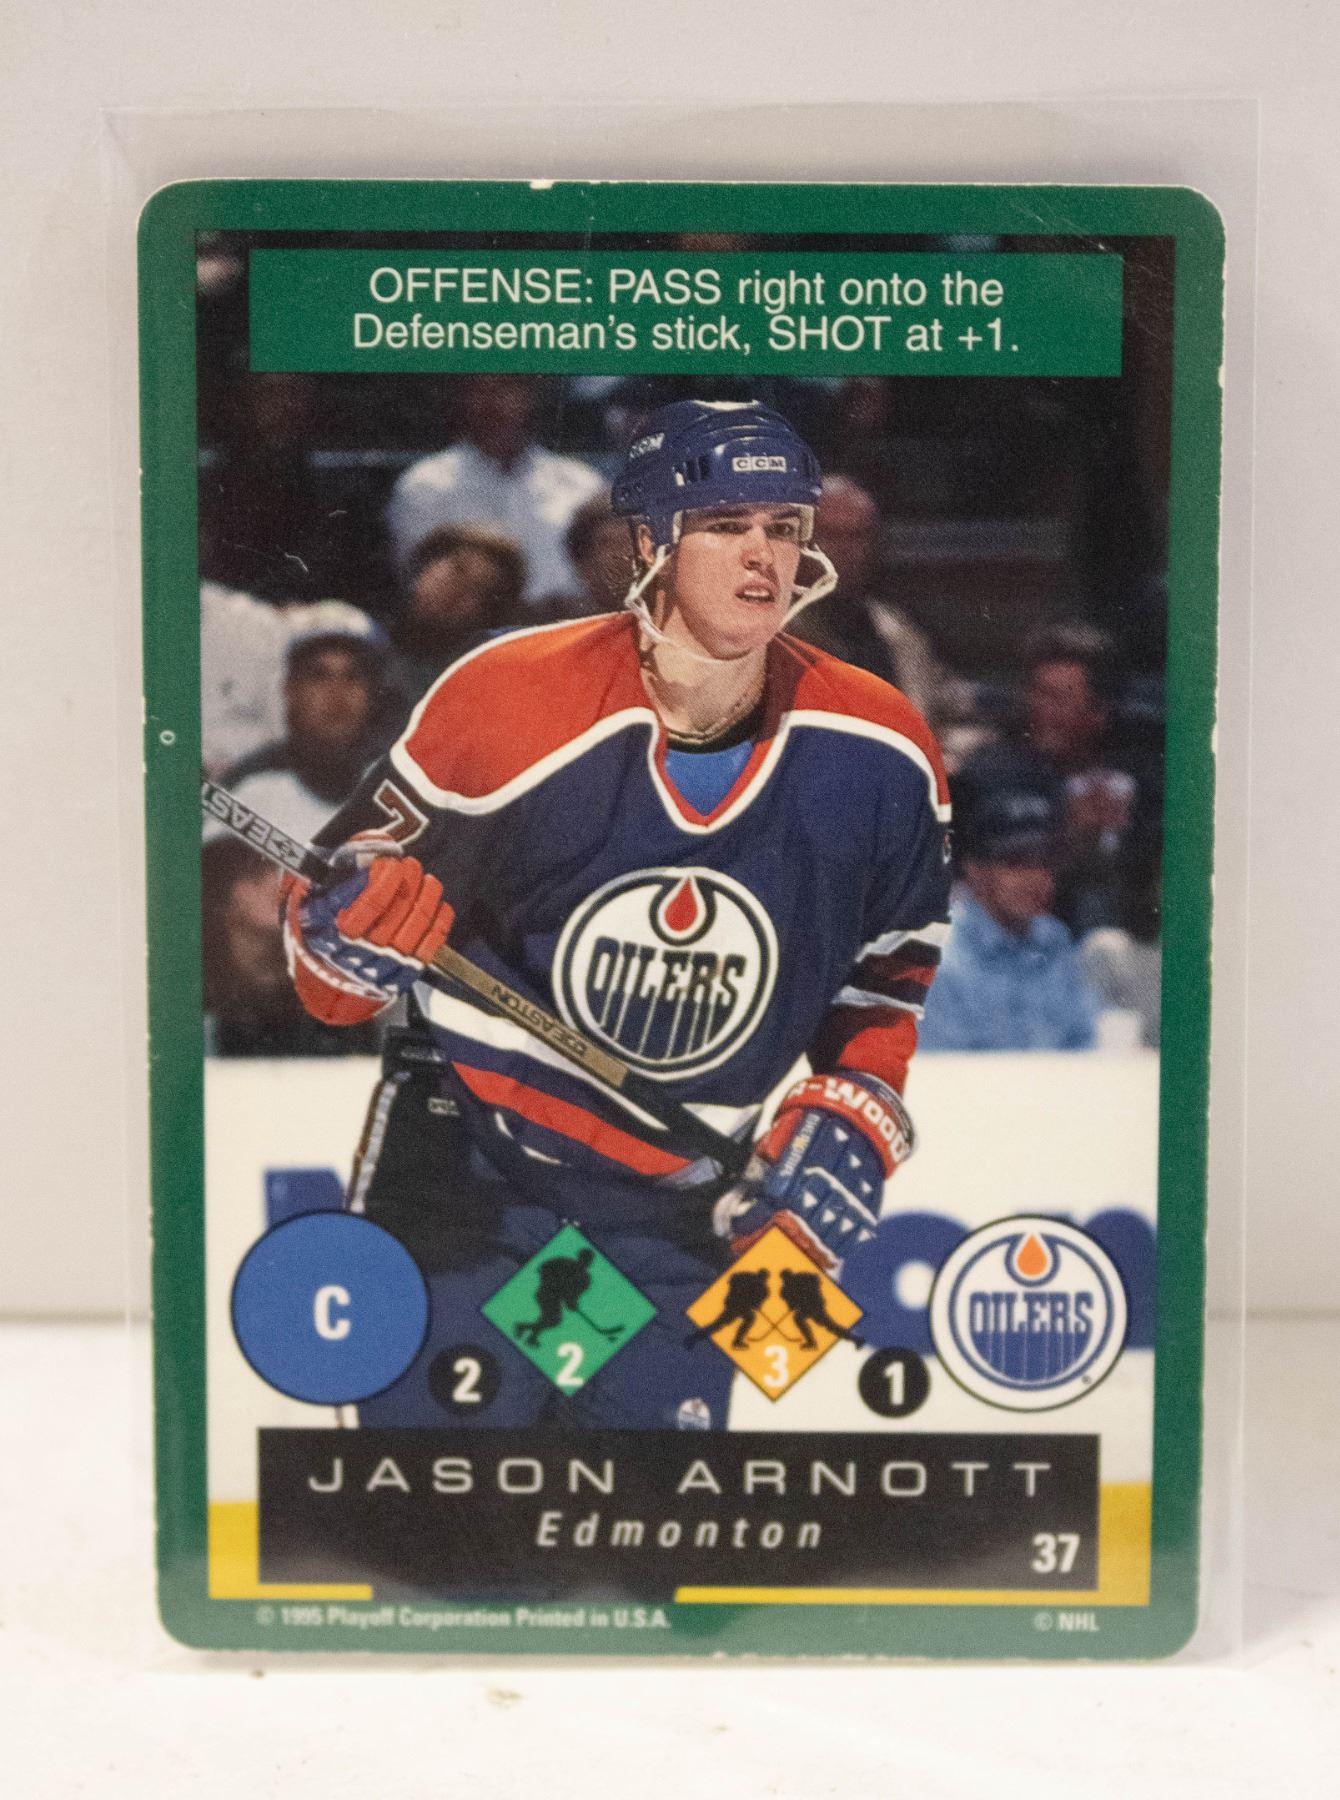 OFFENSE: PASS right onto the
Defenseman's stick, SHOT at +1.
CCM
7
EASTON
EASTON
OILERS
C
2
2
3
1
OILERS
JASON ARNOTT
Edmonton
37
© 1995 Playoff Corporation Printed in U.S.A.
© NHL